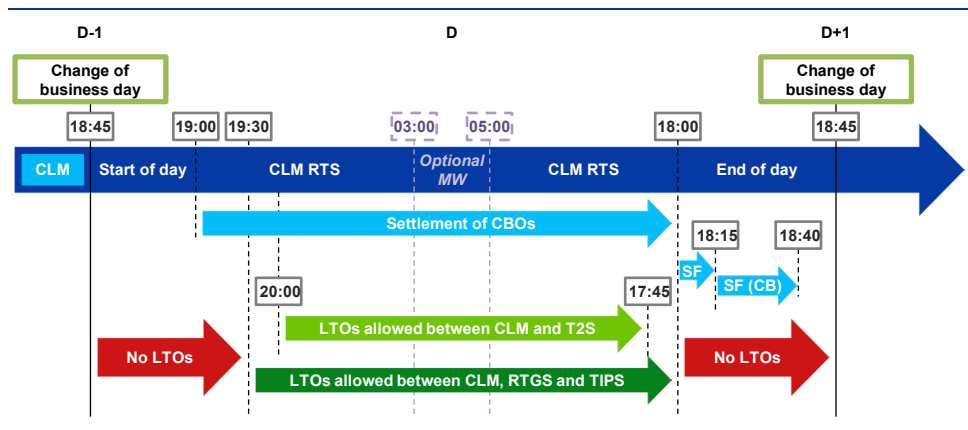 D-1
D
D+1
Change of
business day
Change of
business day
18:45
19:00
19:30
03:00
05:00
18:00
18:45
CLM
Start of day
CLM RTS
Optional
MW
CLM RTS
End of day
Settlement of CBOs
18:15
18:40
SF
SF (CB)
20:00
17:45
LTOs allowed between CLM and T2S
No LTOs
No LTOs
LTOs allowed between CLM, RTGS and TIPS